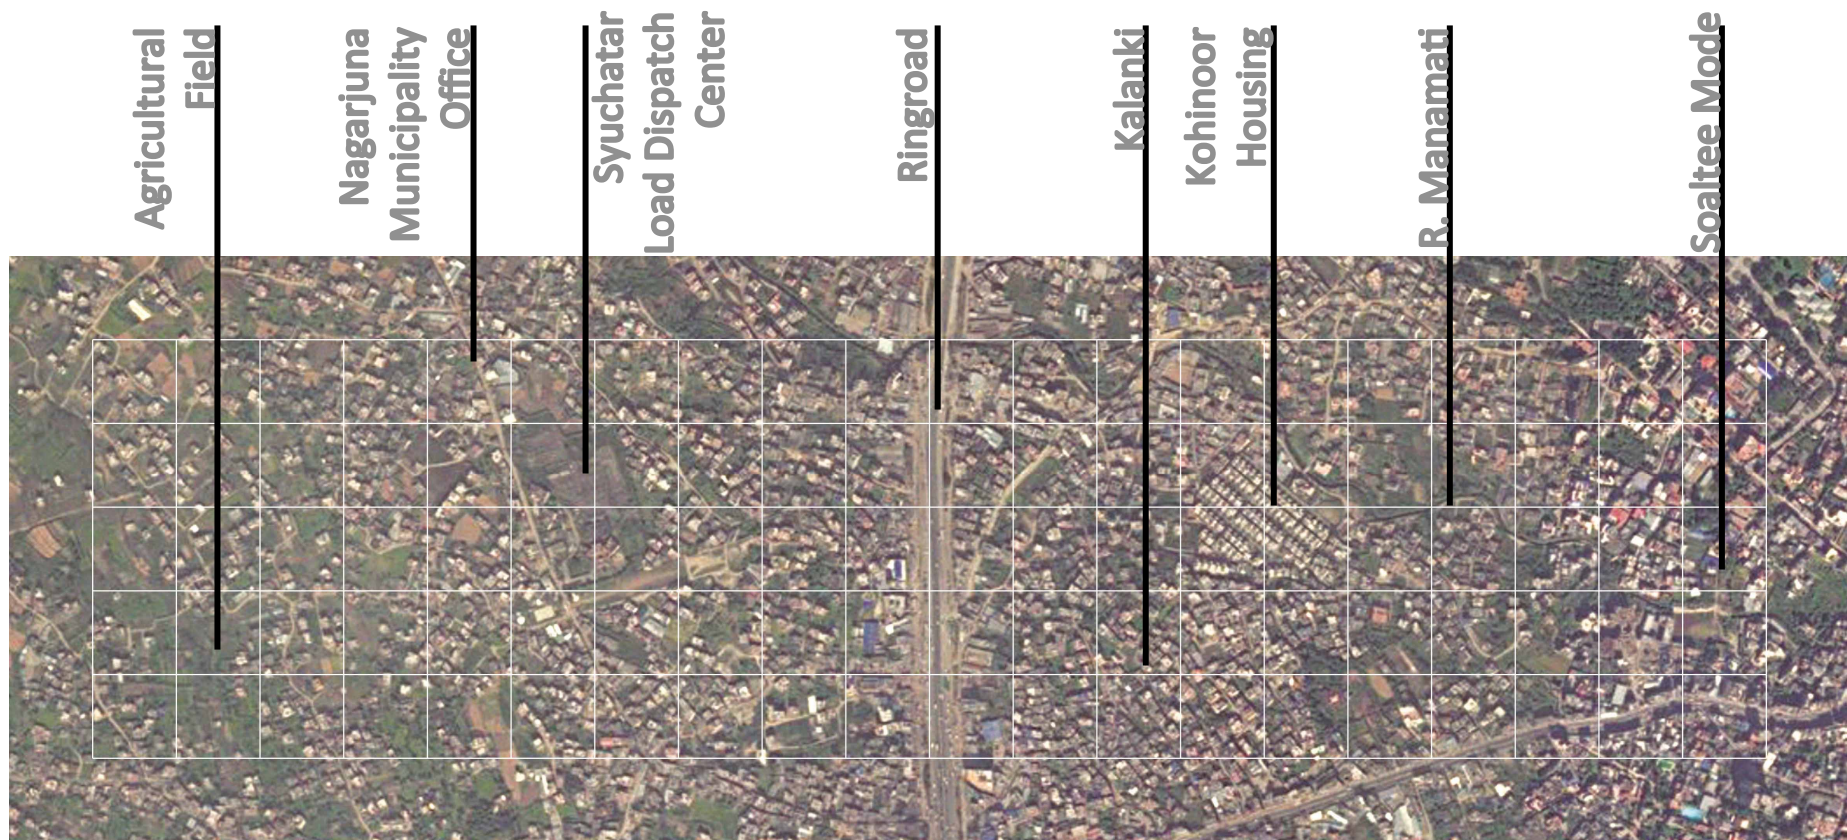 Agricultural
Field
Nagarjuna
Municipality
Office
Syuchatar
Load Dispatch
Center
Ringroad
Kalanki
Kohinoor
Housing
R. Manamati
Soaltee Mode